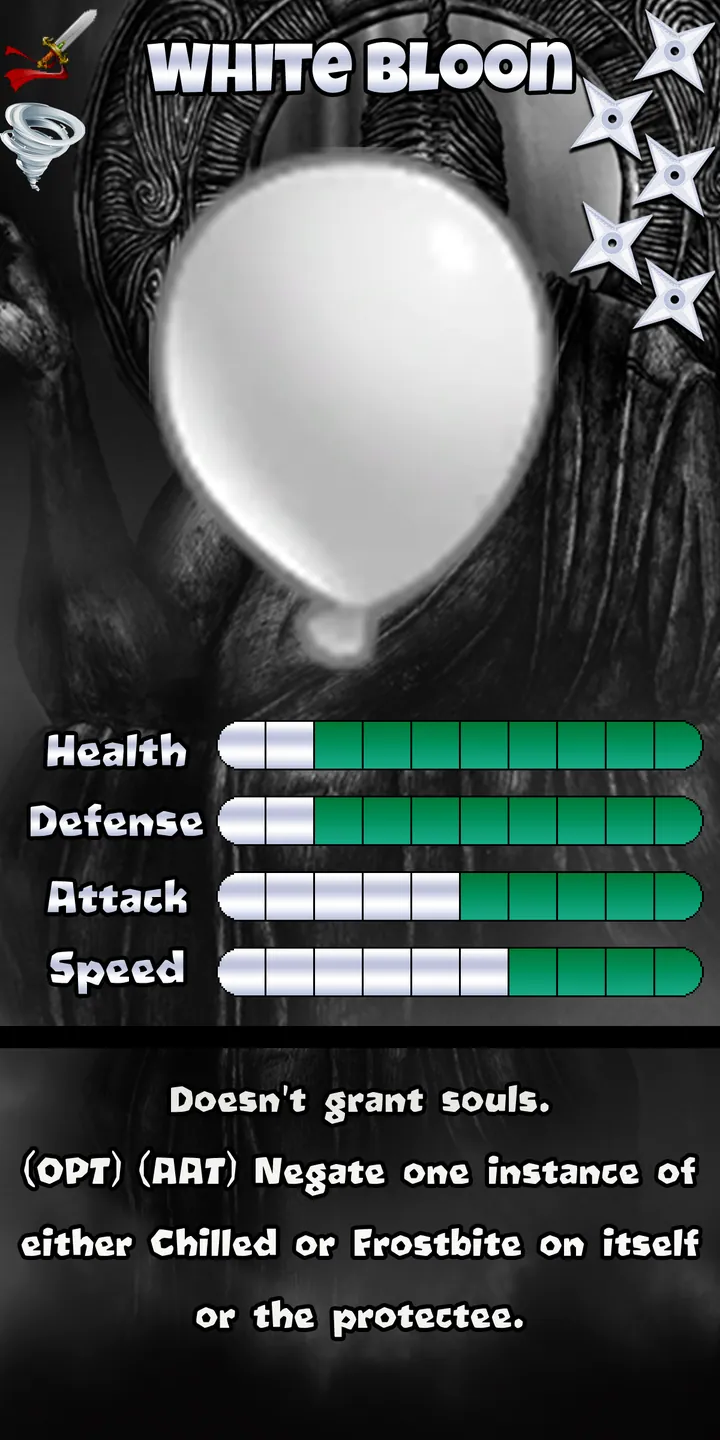 WHITE BLOON
Health
Defense
Attack
Speed
Doesn't grant souls.
(OPT) (AAT) Negate one instance of
either Chilled or Frostbite on itself
or the protectee.